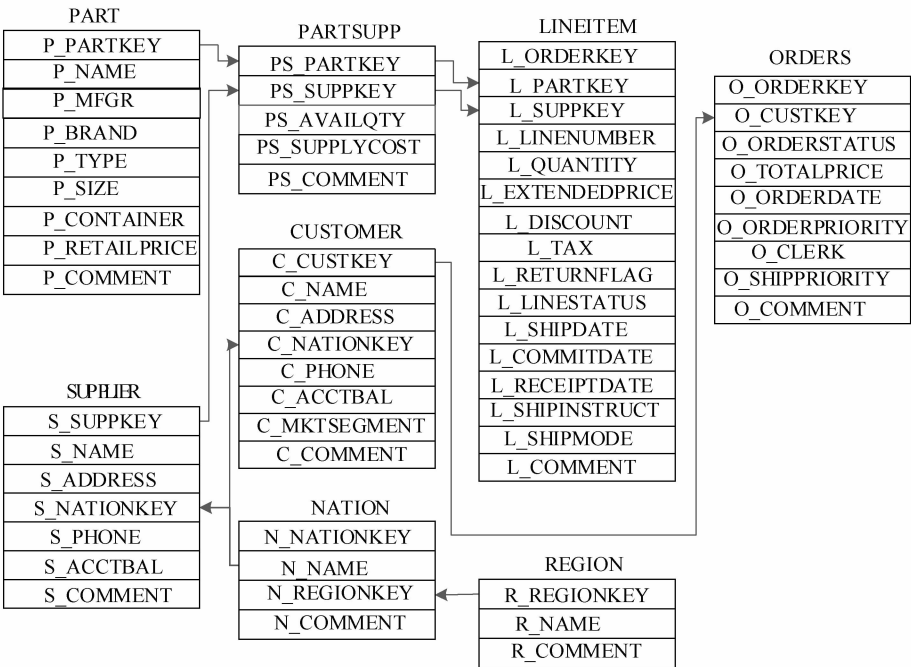 PART
P_PARTKEY
P_NAME
P_MFGR
P_BRAND
P_TYPE
P_SIZE
P_CONTAINER
P_RETAILPRICE
P_COMMENT
PARTSUPP
PS_PARTKEY
PS_SUPPKEY
PS_AVAILQTY
PS_SUPPLYCOST
PS_COMMENT
LINEITEM
L_ORDERKEY
L_PARTKEY
L_SUPPKEY
L_LINENUMBER
L_QUANTITY
L_EXTENDEDPRICE
L_DISCOUNT
L_TAX
L_RETURNFLAG
L_LINESTATUS
L_SHIPDATE
L_COMMITDATE
L_RECEIPTDATE
L_SHIPINSTRUCT
L_SHIPMODE
L_COMMENT
ORDERS
O_ORDERKEY
O_CUSTKEY
O_ORDERSTATUS
O_TOTALPRICE
O_ORDERDATE
O_ORDERPRIORITY
O_CLERK
O_SHIPPRIORITY
O_COMMENT
CUSTOMER
C_CUSTKEY
C_NAME
C_ADDRESS
C_NATIONKEY
C_PHONE
C_ACCTBAL
C_MKTSEGMENT
C_COMMENT
SUPPLIER
S_SUPPKEY
S_NAME
S_ADDRESS
S_NATIONKEY
S_PHONE
S_ACCTBAL
S_COMMENT
NATION
N_NATIONKEY
N_NAME
N_REGIONKEY
N_COMMENT
REGION
R_REGIONKEY
R_NAME
R_COMMENT